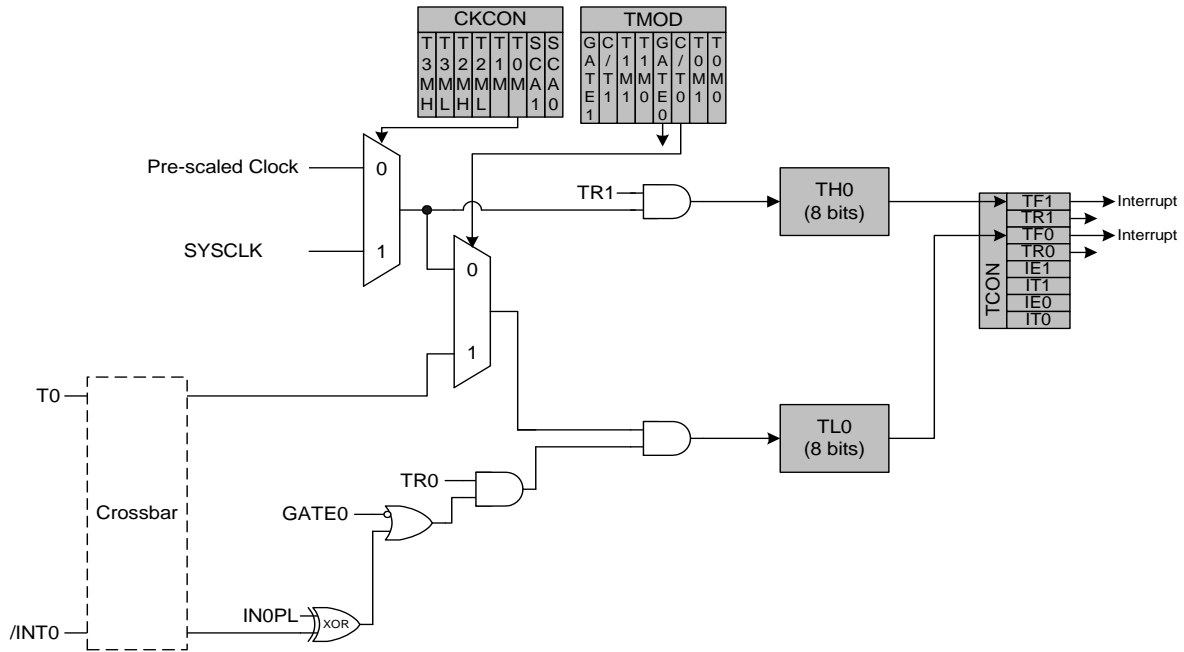 CKCON
TMOD
T3MH
T3ML
T2MH
T2ML
T1M
T0M
SCA1
SCA0
GATE1
C/T1
T1M1
T1M0
GATE0
C/T0
T0M1
T0M0
Pre-scaled Clock
0
SYSCLK
1
TR1
TH0
(8 bits)
TCON
TF1
TR1
TF0
TR0
IE1
IT1
IE0
IT0
Interrupt
Interrupt
0
1
T0
Crossbar
TL0
(8 bits)
TR0
GATE0
IN0PL
XOR
/INT0